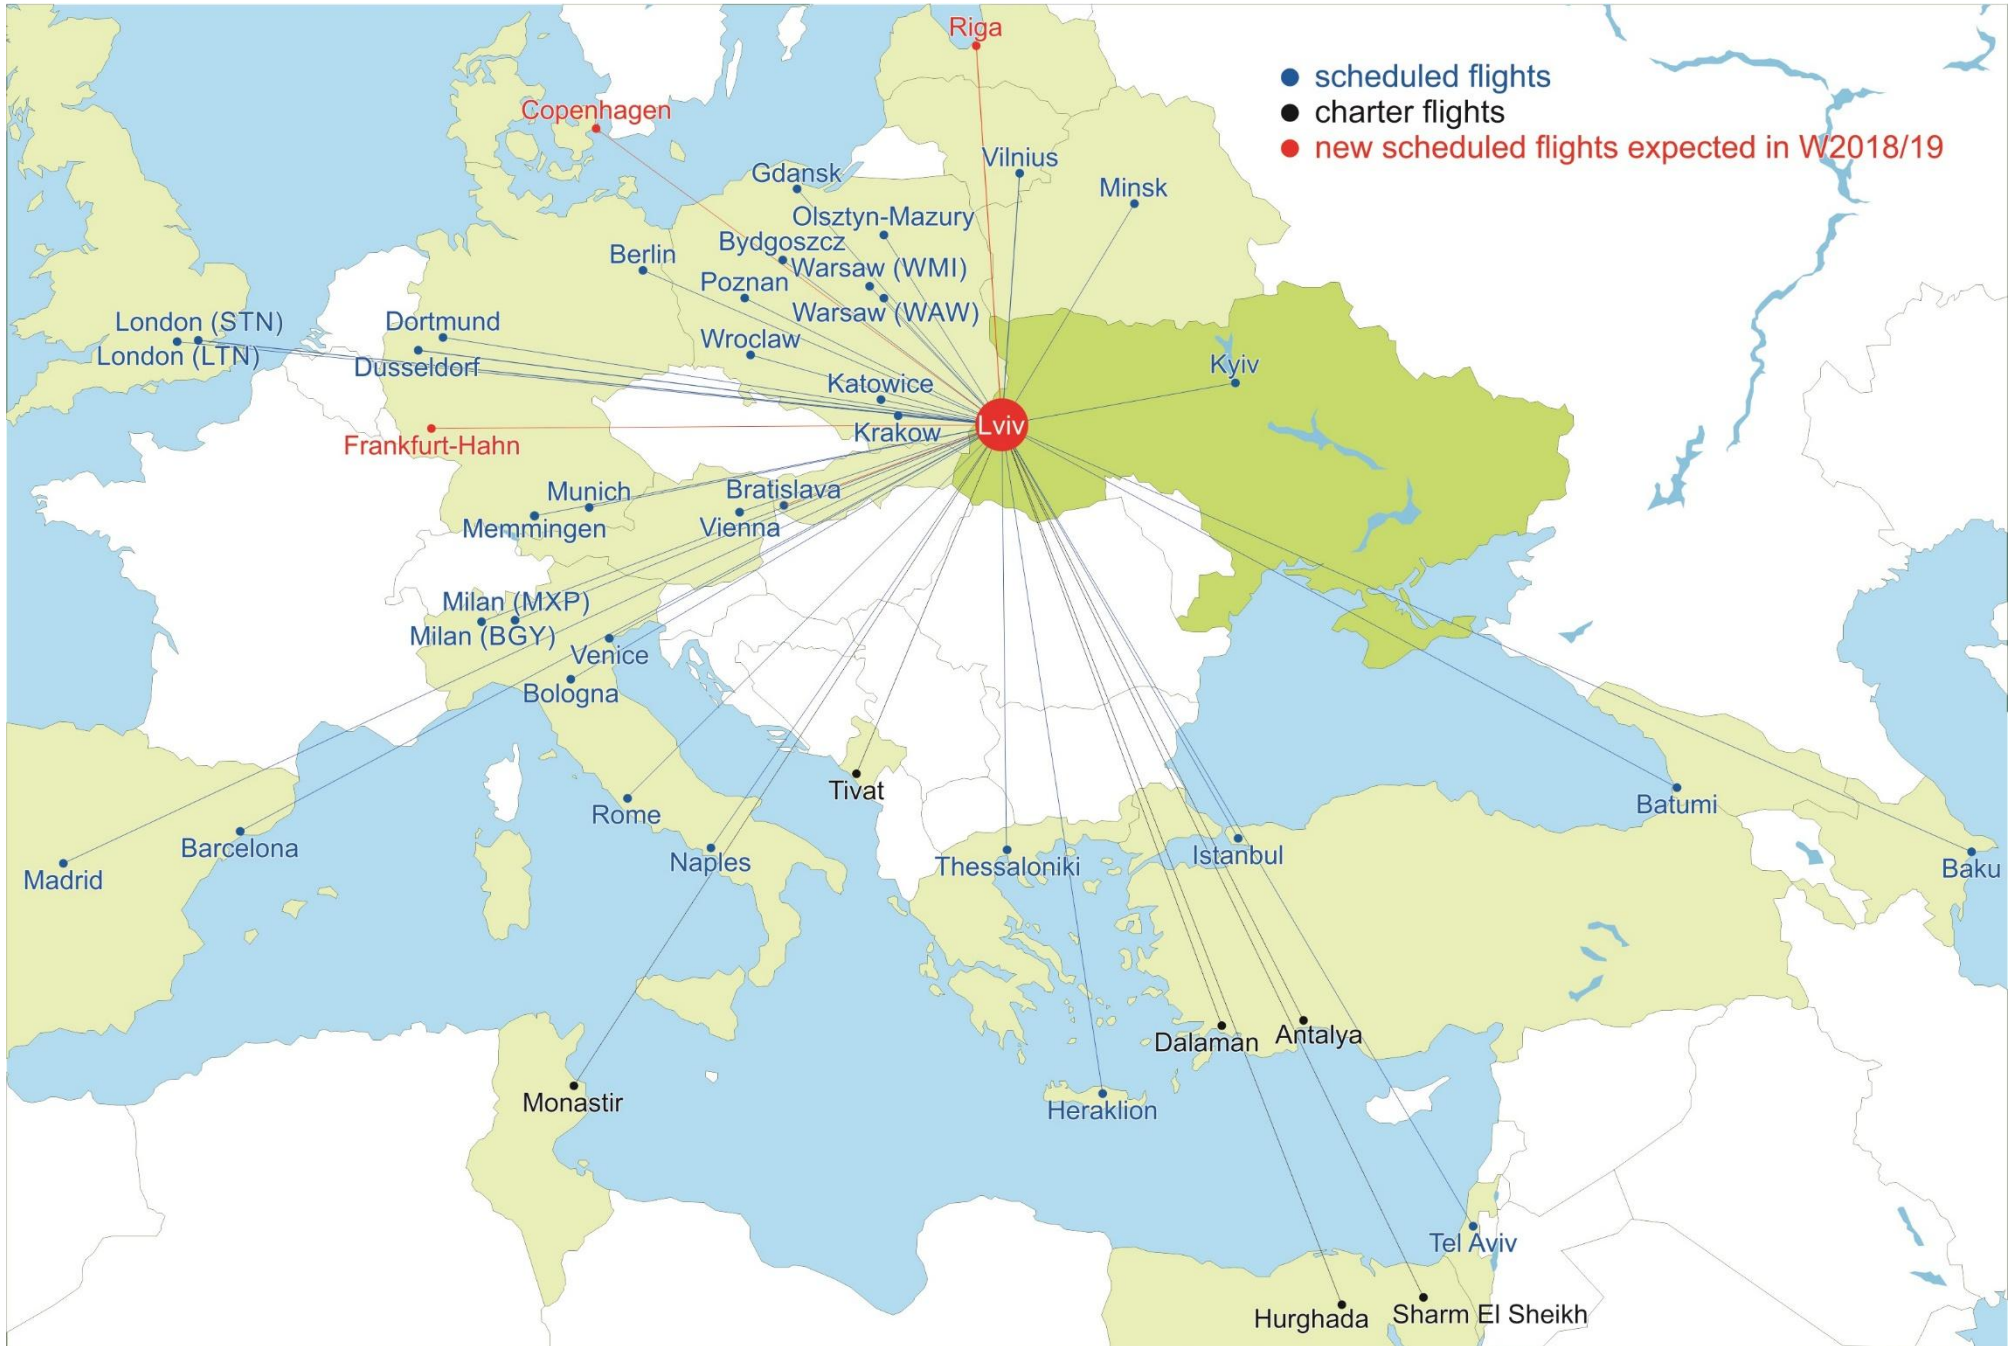 Riga
scheduled flights
charter flights
new scheduled flights expected in W2018/19
Copenhagen
Vilnius
Gdansk
Minsk
Olsztyn-Mazury
Bydgoszcz
Berlin
Warsaw (WMI)
Poznan
Warsaw (WAW)
London (STN)
Dortmund
Wroclaw
London (LTN)
Dusseldorf
Kyiv
Katowice
Lviv
Krakow
Frankfurt-Hahn
Munich
Bratislava
Memmingen
Vienna
Milan (MXP)
Milan (BGY)
Venice
Bologna
Tivat
Batumi
Rome
Barcelona
Istanbul
Naples
Thessaloniki
Baku
Madrid
Dalaman
Antalya
Monastir
Heraklion
Tel Aviv
Hurghada
Sharm El Sheikh